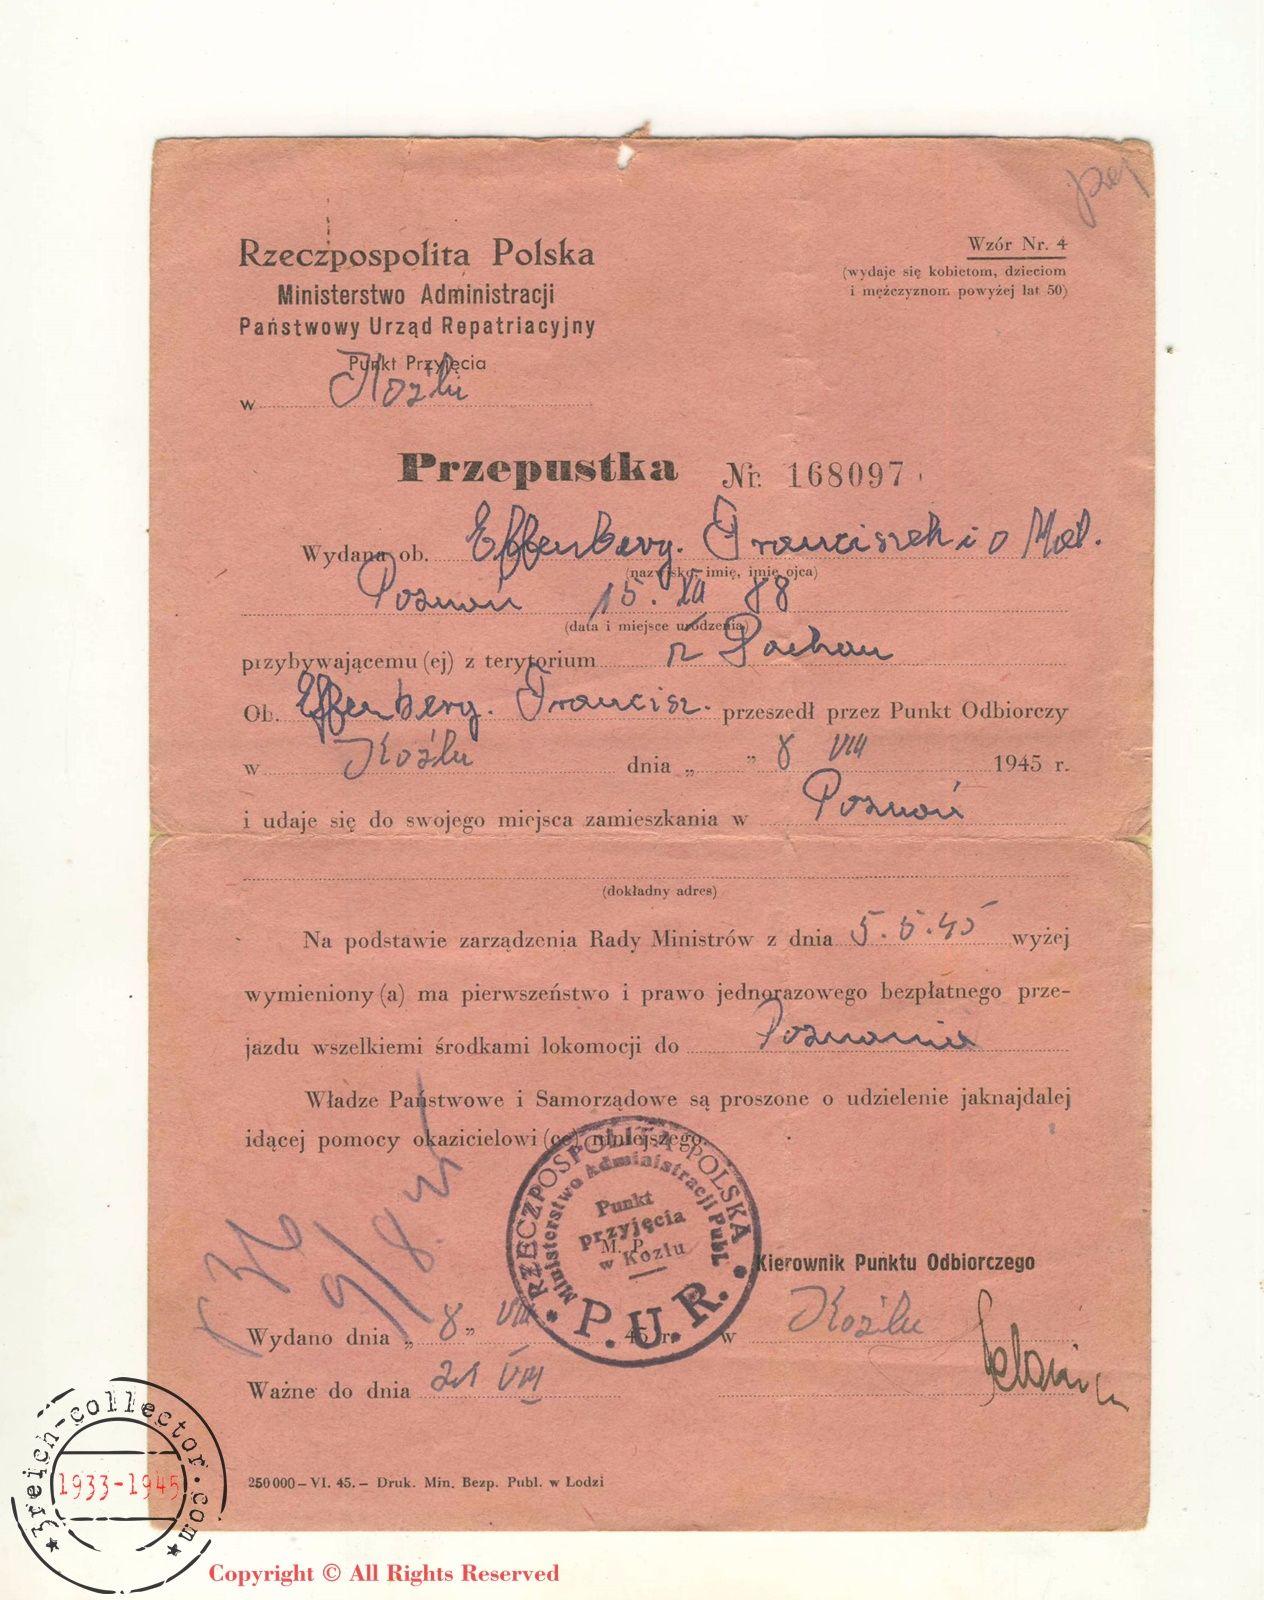 Rzeczpospolita Polska
Ministerstwo Administracji
Państwowy Urząd Repatriacyjny
Punkt Przyjęcia
w Koźlu
Wzór Nr. 4
(wydaje się kobietom, dzieciom
i mężczyznom powyżej lat 50)
Przepustka Nr. 168097
Wydana ob. Effenberg. Franciszek i o
(nazwisko, imię, imię ojca)
Poznań 15. XII 88
(data i miejsce urodzenia)
przybywającemu (ej) z terytorium z Dachau
Ob. Effenberg. Francisz. przeszedł przez Punkt Odbiorczy
w Koźlu dnia „ ” 8 VIII 1945 r.
i udaje się do swojego miejsca zamieszkania w Poznań
(dokładny adres)
Na podstawie zarządzenia Rady Ministrów z dnia 5.5.45 wyżej
wymieniony (a) ma pierwszeństwo i prawo jednorazowego bezpłatnego prze-
jazdu wszelkiemi środkami lokomocji do Poznania
Władze Państwowe i Samorządowe są proszone o udzielenie jaknajdalej
idącej pomocy okazicielowi (ce) niniejszego.
9/8.45
RZECZPOSPOLITA POLSKA
Ministerstwo Administracji Publ.
Punkt
przyjęcia
M. P.
w Koźlu
P.U.R.
Kierownik Punktu Odbiorczego
Wydano dnia „8” VIII 45 r. w Koźlu
Ważne do dnia 21 VIII
250000 – VI. 45. – Druk. Min. Bezp. Publ. w Lodzi
3reich-collector.com
1933-1945
Copyright © All Rights Reserved